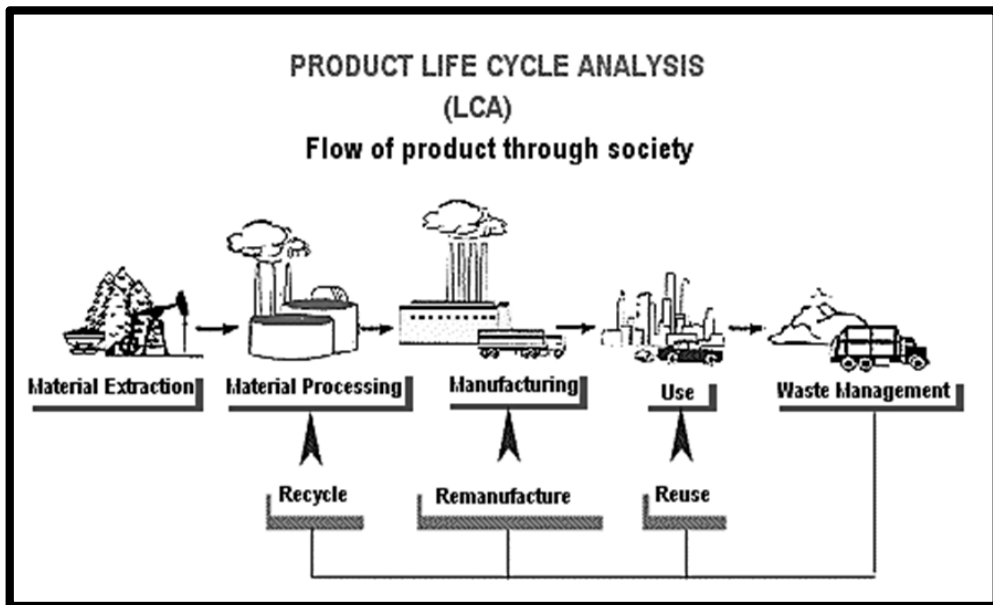 PRODUCT LIFE CYCLE ANALYSIS
(LCA)
Flow of product through society
Material Extraction
Material Processing
Manufacturing
Use
Waste Management
Recycle
Remanufacture
Reuse